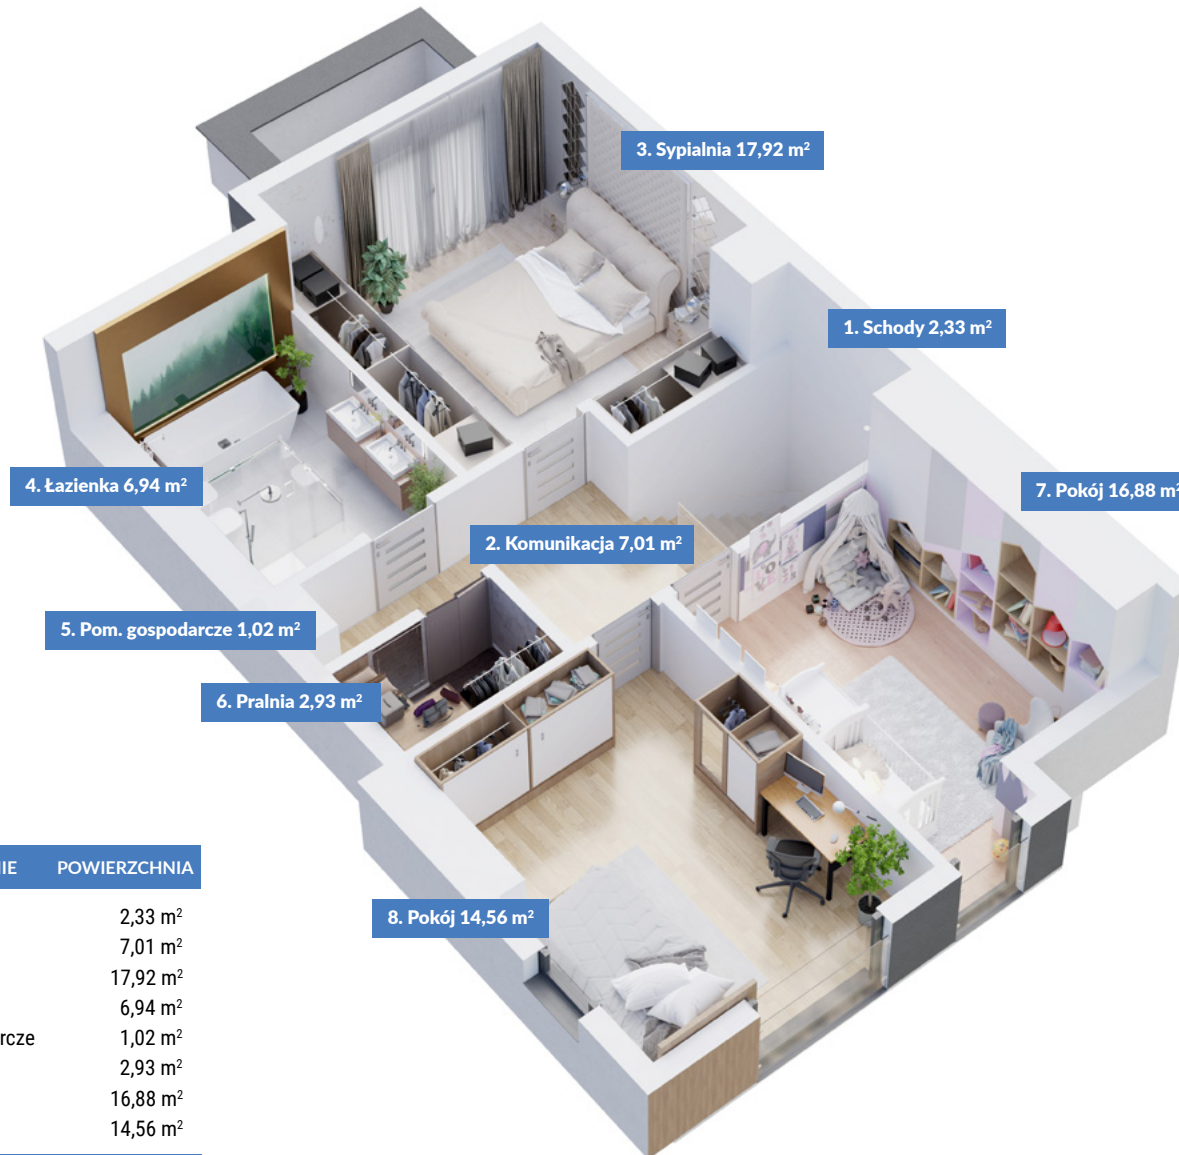 3. Sypialnia 17,92 m²
1. Schody 2,33 m²
4. Łazienka 6,94 m²
7. Pokój 16,88 m²
2. Komunikacja 7,01 m²
5. Pom. gospodarcze 1,02 m²
6. Pralnia 2,93 m²
8. Pokój 14,56 m²
NIE POWIERZCHNIA
2,33 m²
7,01 m²
17,92 m²
6,94 m²
rcze 1,02 m²
2,93 m²
16,88 m²
14,56 m²